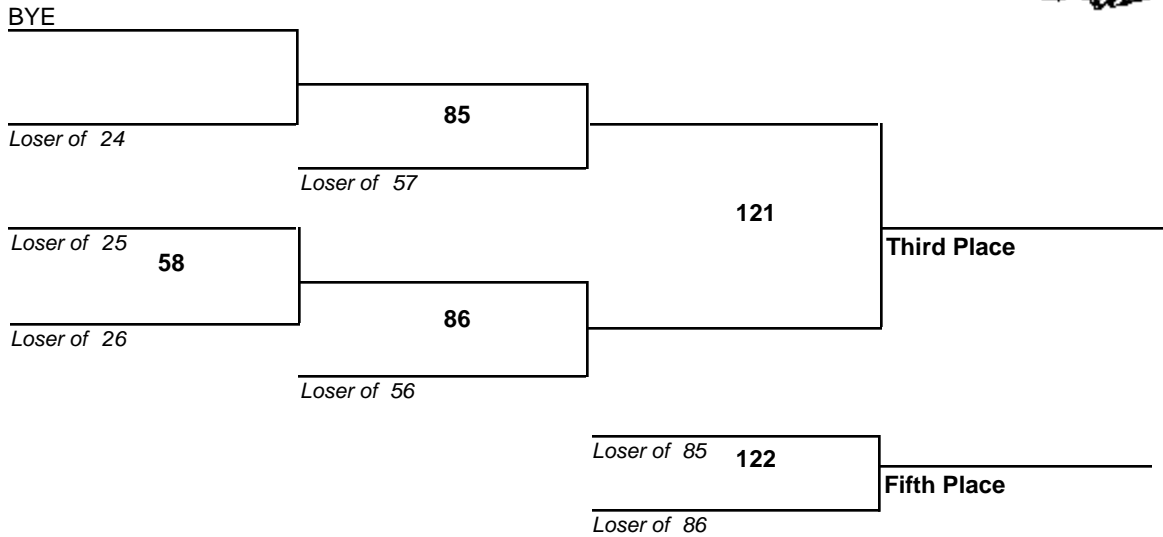 BYE
85
Loser of 24
Loser of 57
121
Loser of 25
58
Third Place
86
Loser of 26
Loser of 56
Loser of 85
122
Fifth Place
Loser of 86